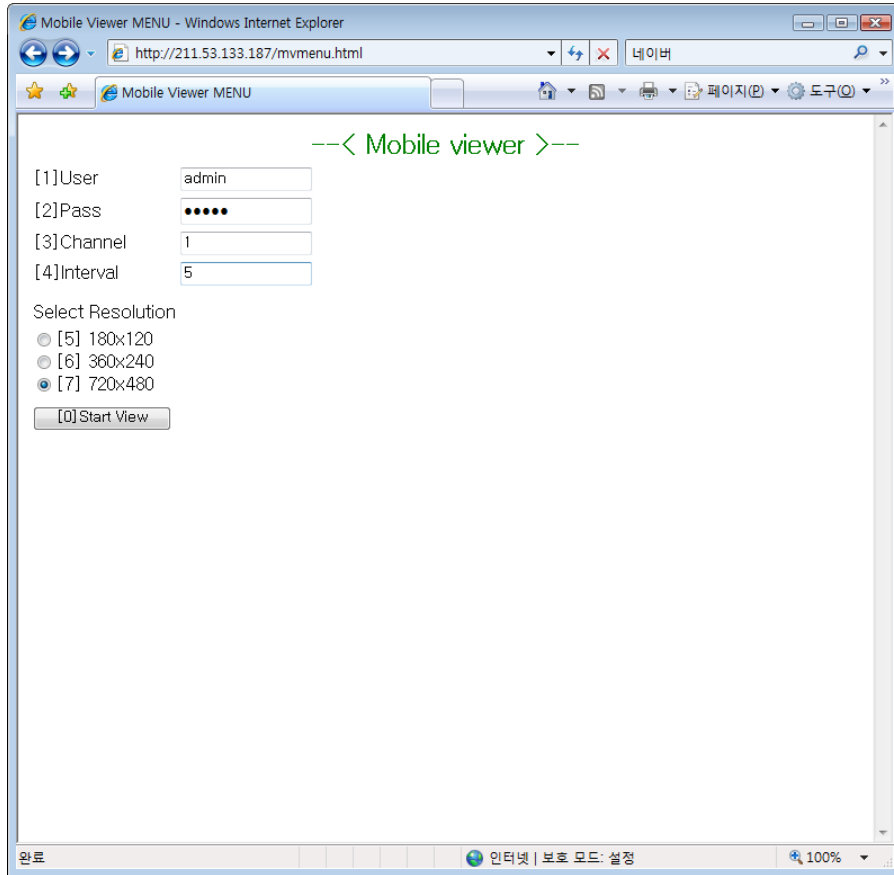 Mobile Viewer MENU - Windows Internet Explorer
http://211.53.133.187/mvmenu.html
네이버
Mobile Viewer MENU
페이지(P)
도구(O)
--< Mobile viewer >--
[1]User admin
[2]Pass •••••
[3]Channel 1
[4]Interval 5
Select Resolution
[5] 180x120
[6] 360x240
[7] 720x480
[0]Start View
완료
인터넷 | 보호 모드: 설정
100%